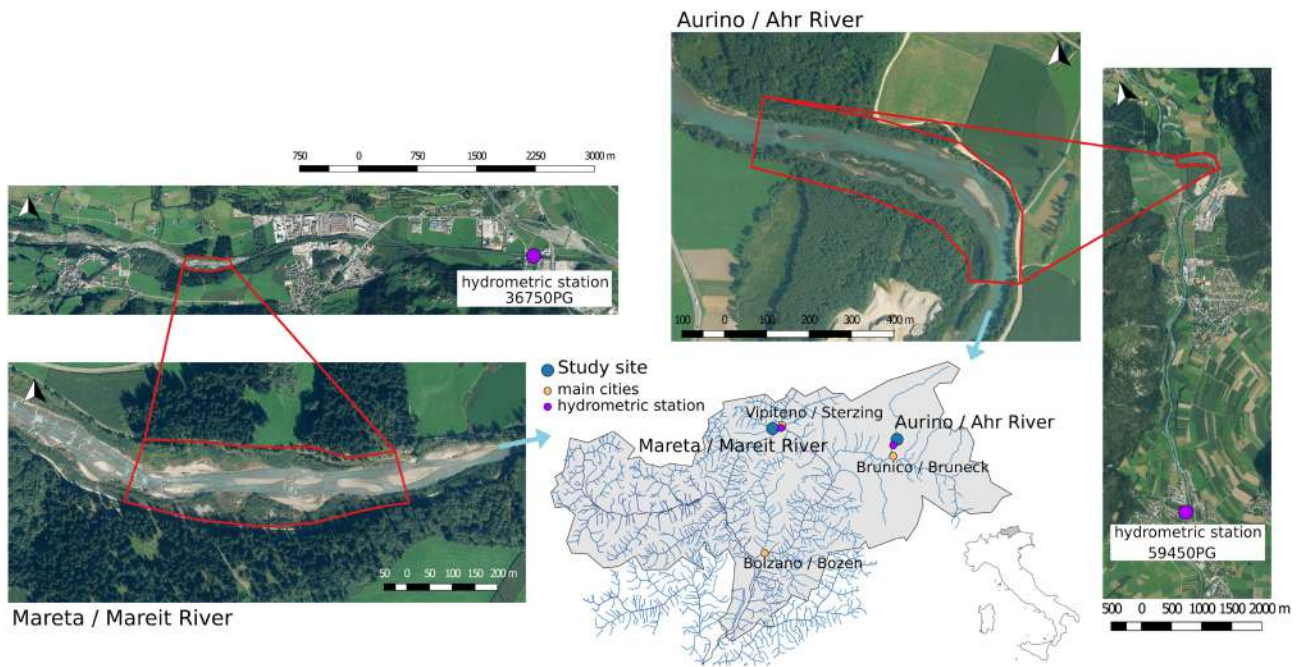 Aurino / Ahr River
750 0 750 1500 2250 3000 m
hydrometric station
36750PG
100 0 100 200 300 400 m
Study site
main cities
hydrometric station
Vipiteno / Sterzing
Aurino / Ahr River
Mareta / Mareit River
Brunico / Bruneck
Bolzano / Bozen
50 0 50 100 150 200 m
Mareta / Mareit River
hydrometric station
59450PG
500 0 500 1000 1500 2000 m